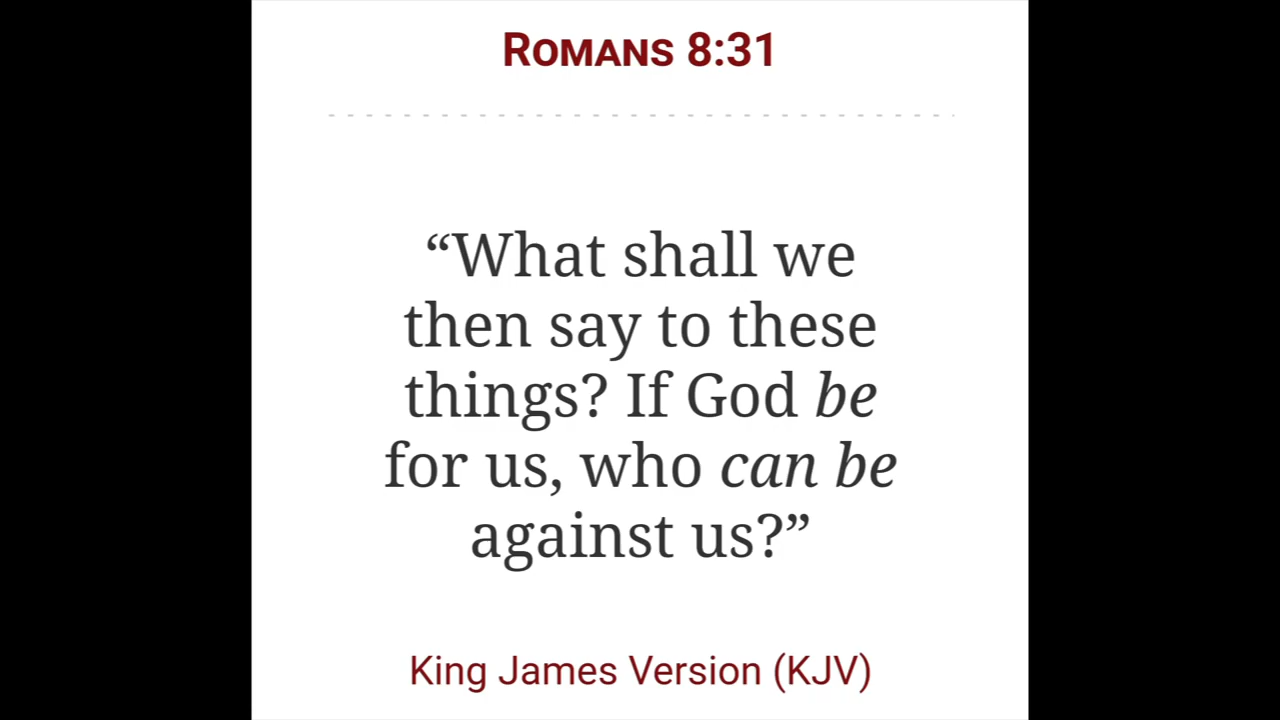 Romans 8:31
“What shall we
then say to these
things? If God be
for us, who can be
against us?”
King James Version (KJV)